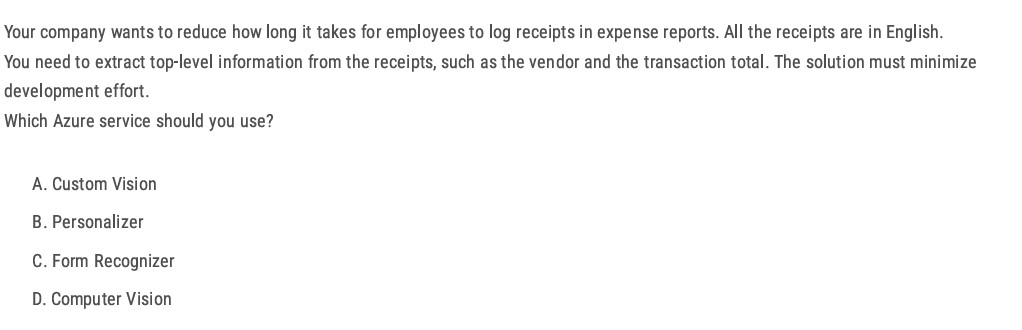 Your company wants to reduce how long it takes for employees to log receipts in expense reports. All the receipts are in English.
You need to extract top-level information from the receipts, such as the vendor and the transaction total. The solution must minimize
development effort.
Which Azure service should you use?
A. Custom Vision
B. Personalizer
C. Form Recognizer
D. Computer Vision